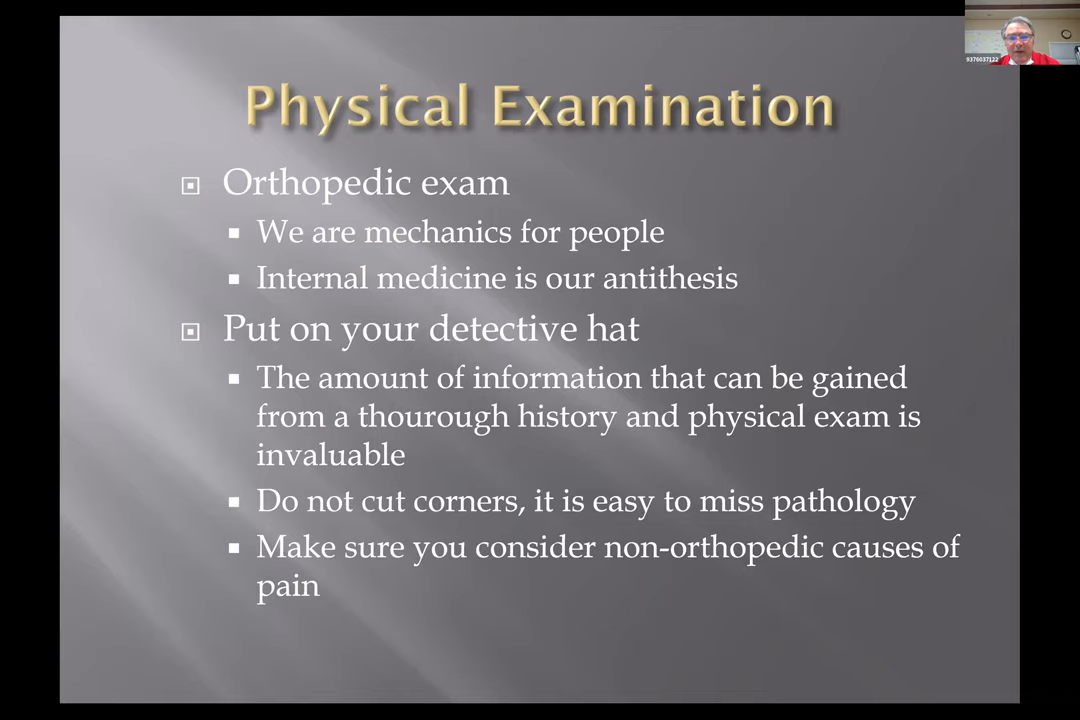 9376037122
Physical Examination
Orthopedic exam
We are mechanics for people
Internal medicine is our antithesis
Put on your detective hat
The amount of information that can be gained
from a thourough history and physical exam is
invaluable
Do not cut corners, it is easy to miss pathology
Make sure you consider non-orthopedic causes of
pain